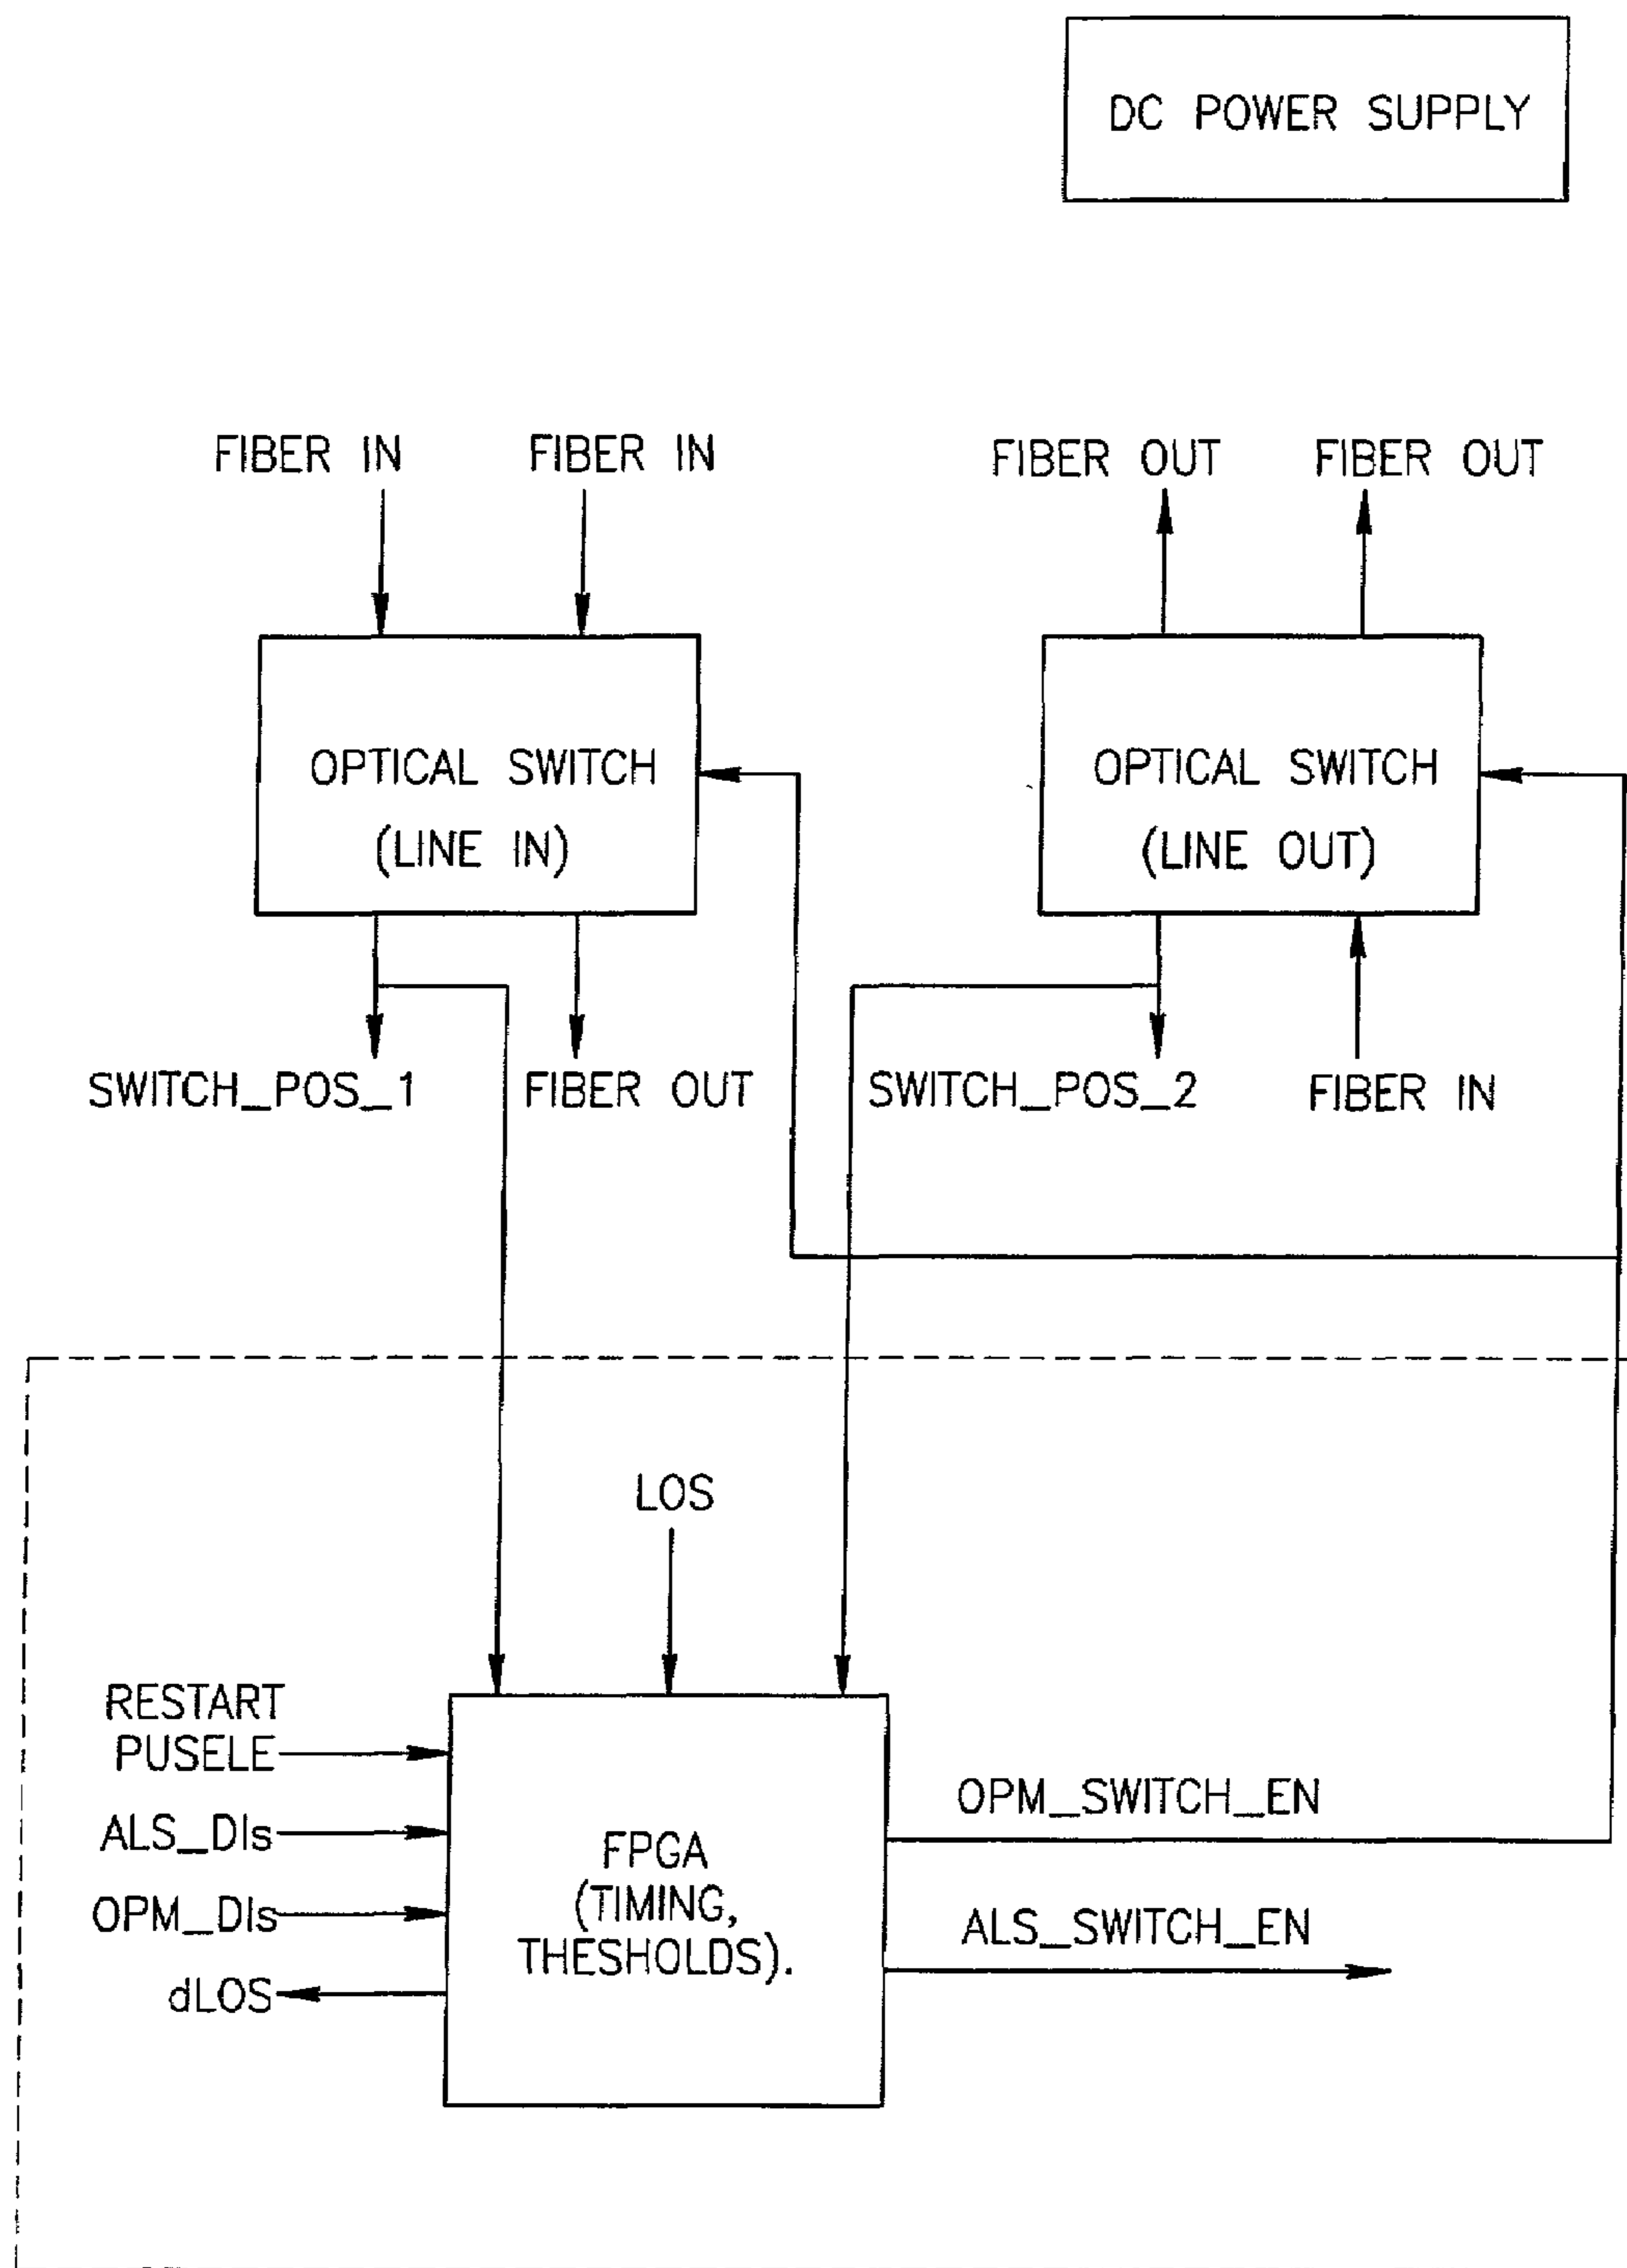 DC POWER SUPPLY
FIBER IN
FIBER IN
FIBER OUT
FIBER OUT
OPTICAL SWITCH
(LINE IN)
OPTICAL SWITCH
(LINE OUT)
SWITCH_POS_1
FIBER OUT
SWITCH_POS_2
FIBER IN
LOS
RESTART
PUSELE
ALS_DIs
OPM_DIs
dLOS
FPGA
(TIMING,
THESHOLDS).
OPM_SWITCH_EN
ALS_SWITCH_EN